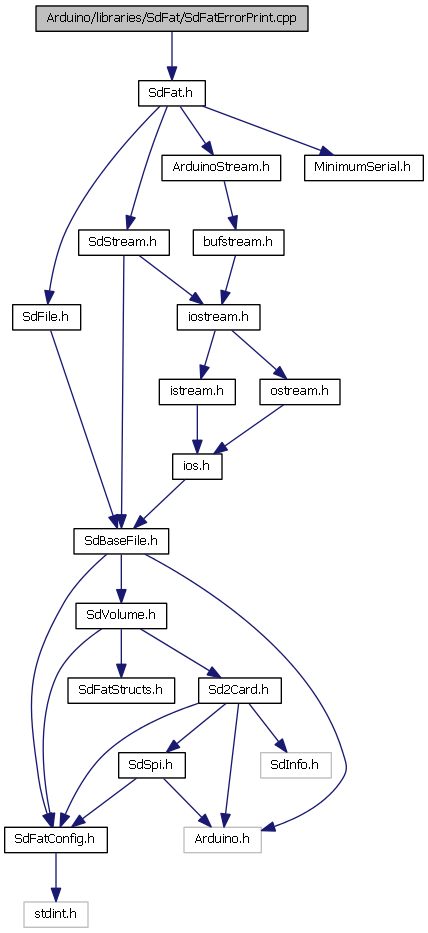 Arduino/libraries/SdFat/SdFatErrorPrint.cpp
SdFat.h
ArduinoStream.h
MinimumSerial.h
SdStream.h
bufstream.h
SdFile.h
iostream.h
istream.h
ostream.h
ios.h
SdBaseFile.h
SdVolume.h
SdFatStructs.h
Sd2Card.h
SdSpi.h
SdInfo.h
SdFatConfig.h
Arduino.h
stdint.h